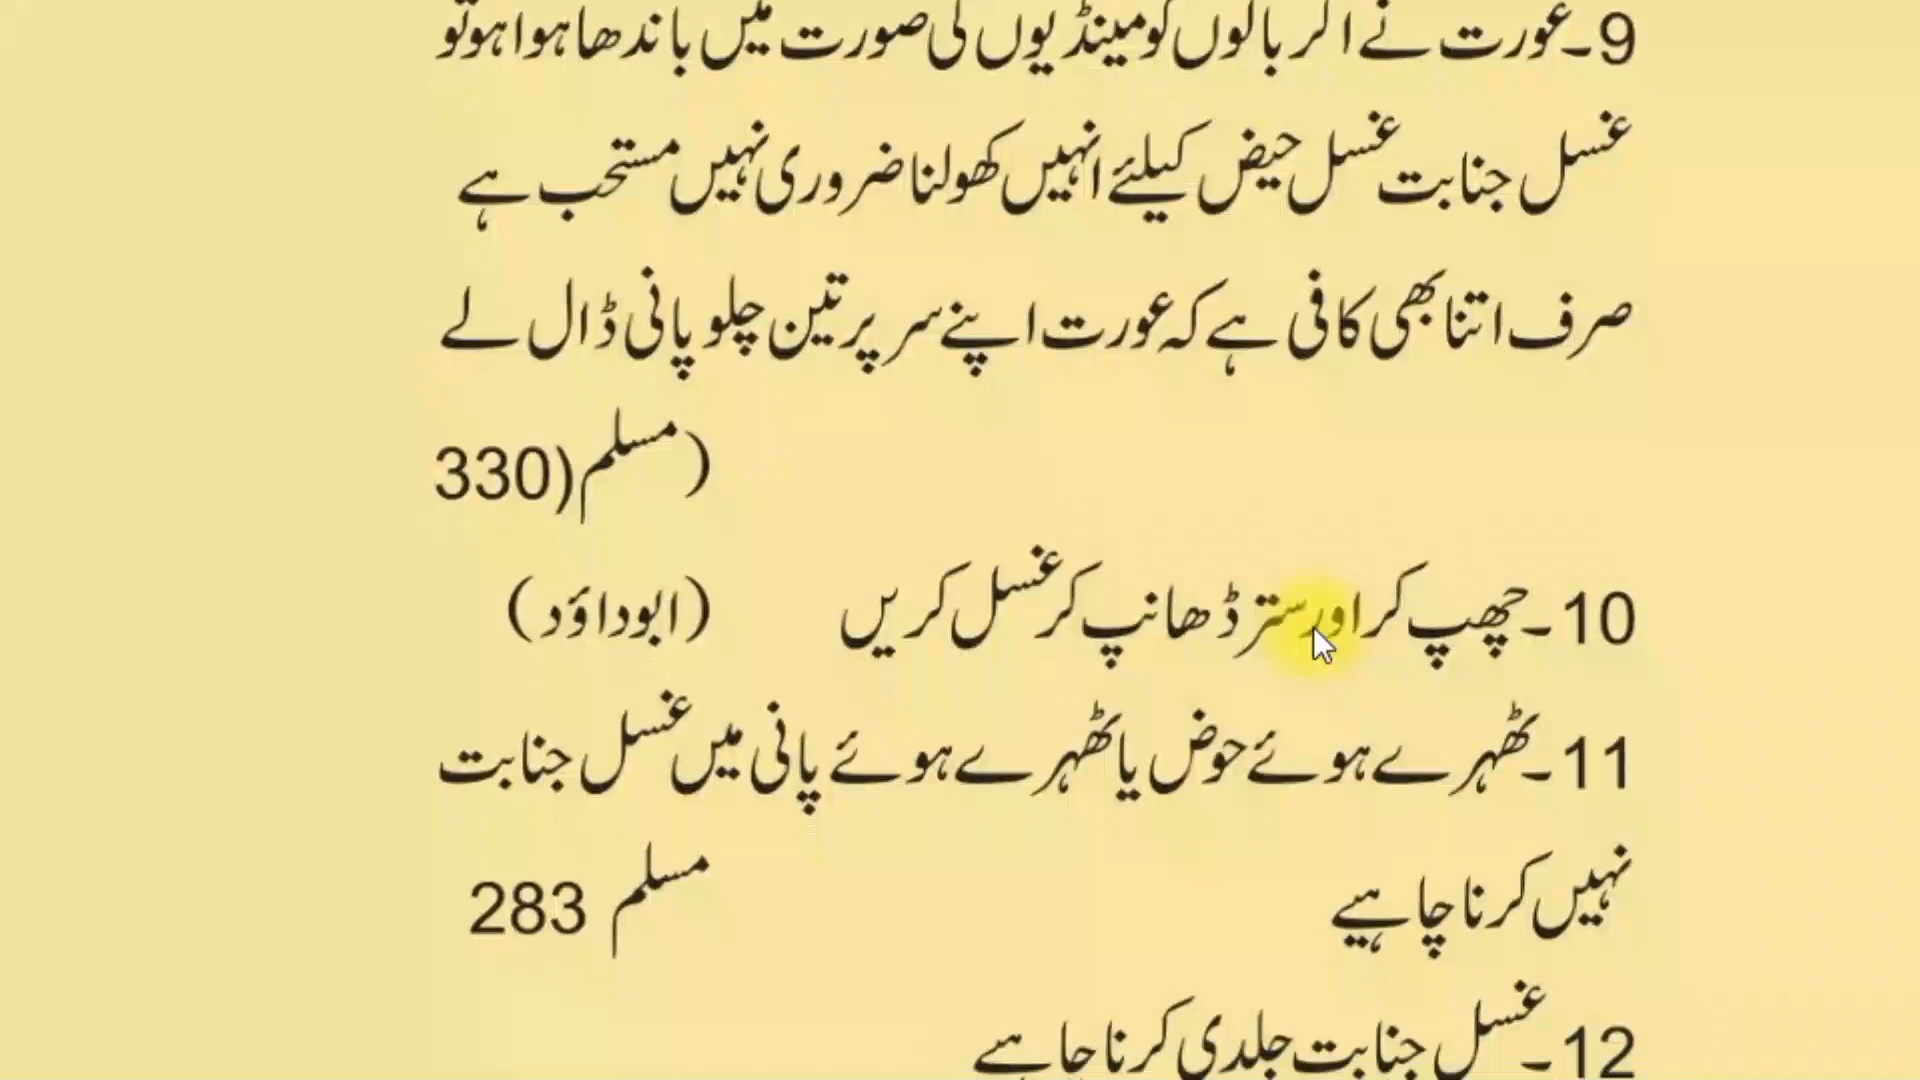 9۔عورت نے اگر بالوں کو مینڈیوں کی صورت میں باندھا ہوا ہو تو
غسل جنابت غسل حیض کیلئے انہیں کھولنا ضروری نہیں مستحب ہے
صرف اتنا بھی کافی ہے کہ عورت اپنے سر پر تین چلو پانی ڈال لے
(مسلم(330
10۔چھپ کر اور ستر ڈھانپ کر غسل کریں (ابوداؤد)
11۔ٹھہرے ہوئے حوض یا ٹھہرے ہوئے پانی میں غسل جنابت
نہیں کرنا چاہیے مسلم 283
12۔غسل جنابت جلدی کرنا چاہیے